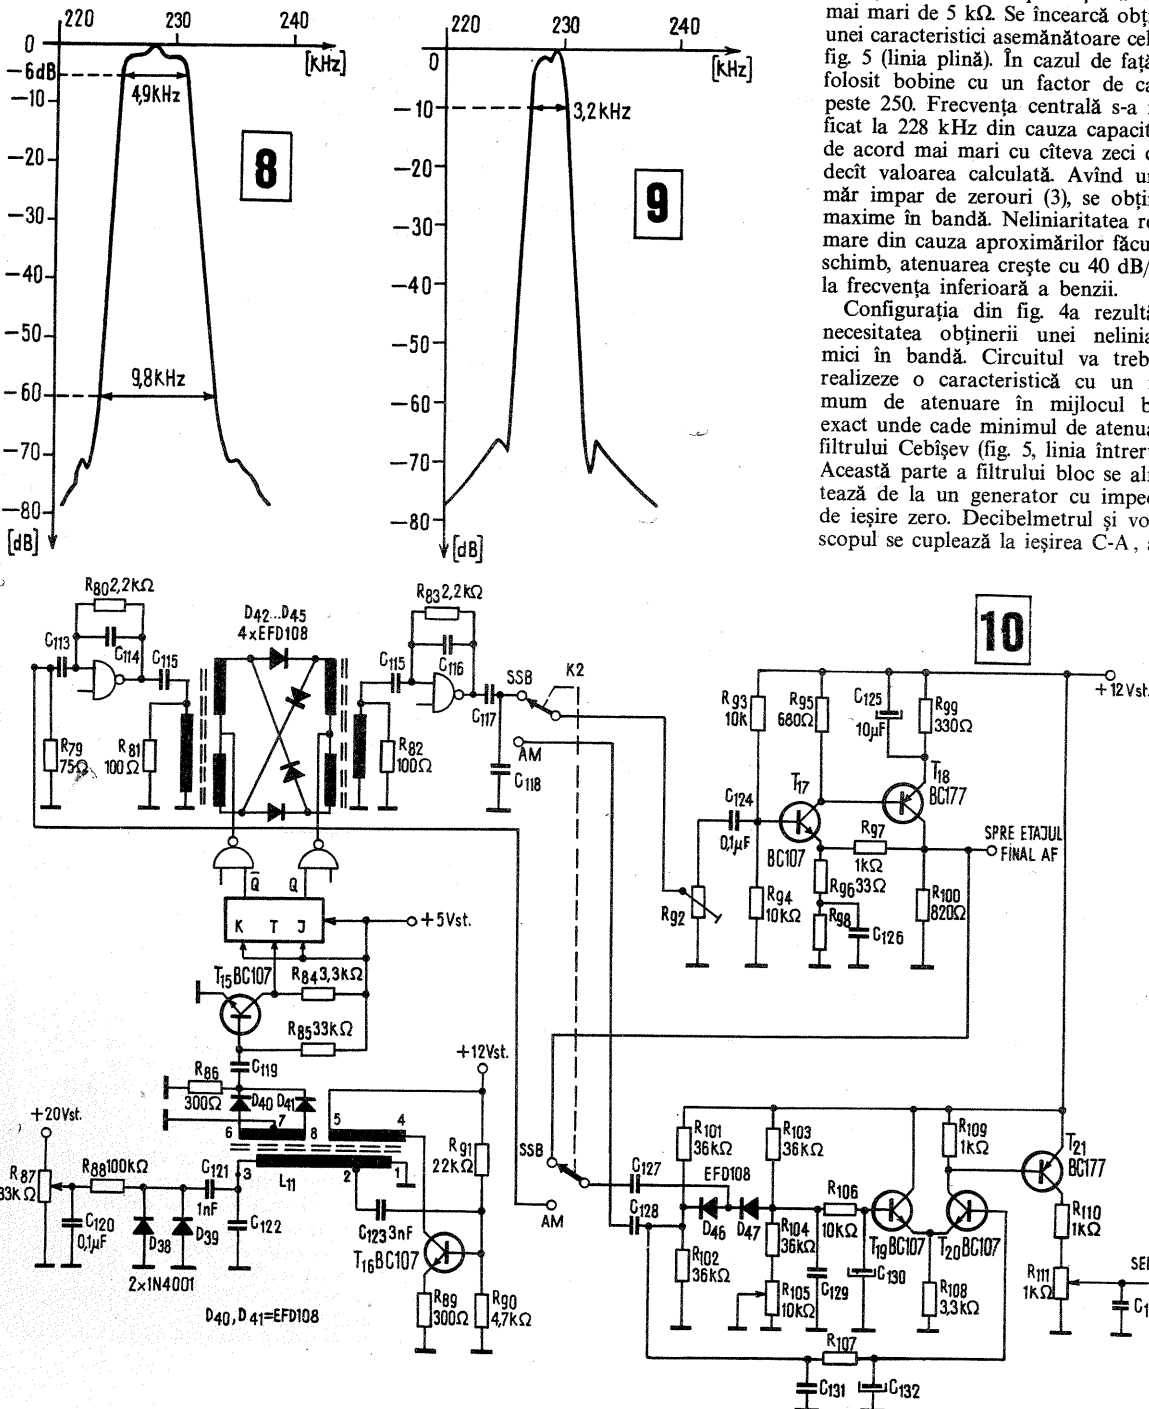 220 230 240
0
[kHz]
−6dB
4,9kHz
−10
8
−20
−30
−40
−50
9,8kHz
−60
−70
−80
[dB]
220 230 240
0
[kHz]
−10
3,2kHz
−20
9
−30
−40
−50
−60
−70
−80
[dB]
mai mari de 5 kΩ. Se încearcă obț
unei caracteristici asemănătoare cel
fig. 5 (linia plină). În cazul de față
folosit bobine cu un factor de ca
peste 250. Frecvența centrală s-a
ficat la 228 kHz din cauza capacit
de acord mai mari cu cîteva zeci
decît valoarea calculată. Avînd
măr impar de zerouri (3), se obți
maxime în bandă. Neliniaritatea re
mare din cauza aproximărilor făcu
schimb, atenuarea crește cu 40 dB/
la frecvența inferioară a benzii.
Configurația din fig. 4a rezultă
necesitatea obținerii unei nelinia
mici în bandă. Circuitul va treb
realizeze o caracteristică cu un
mum de atenuare în mijlocul b
exact unde cade minimul de atenua
filtrului Cebîșev (fig. 5, linia întrer
Această parte a filtrului bloc se ali
tează de la un generator cu impe
de ieșire zero. Decibelmetrul și vo
scopul se cuplează la ieșirea C-A,
10
R80 2,2kΩ
C113
C114
C115
R79
75Ω
R81
100Ω
D42...D45
4xEFD108
R83 2,2kΩ
C115
C116
C117
R82
100Ω
C118
SSB
K2
AM
Q̅ Q
K T J
+5Vst.
T15BC107
R84 3,3kΩ
R85 33kΩ
C119
R86
300Ω
D40 D41
6 7 8 5 4
3 L11 2 1
+20Vst.
R87
33kΩ
R88 100kΩ
C121
1nF
C120
0,1µF
D38 D39
2x1N4001
C122
C123 3nF
+12Vst.
R91
22kΩ
T16BC107
R89
300Ω
R90
4,7kΩ
D40, D41=EFD108
+12Vst.
R93
10k
R95
680Ω
C125
10µF
R99
330Ω
T17
BC107
T18
BC177
C124
0,1µF
R97
1kΩ
SPRE ETAJUL
FINAL AF
R92
R94
10kΩ
R96 33Ω
R98
C126
R100
820Ω
SSB
AM
C127
C128
R101
36kΩ
R103
36kΩ
EFD108
D46 D47
R102
36kΩ
R104
36kΩ
R105
10kΩ
R106
10kΩ
C129
C130
T19BC107
T20BC107
R109
1kΩ
T21
BC177
R108
3,3kΩ
R110
1kΩ
R111
1kΩ
R107
C131
C132